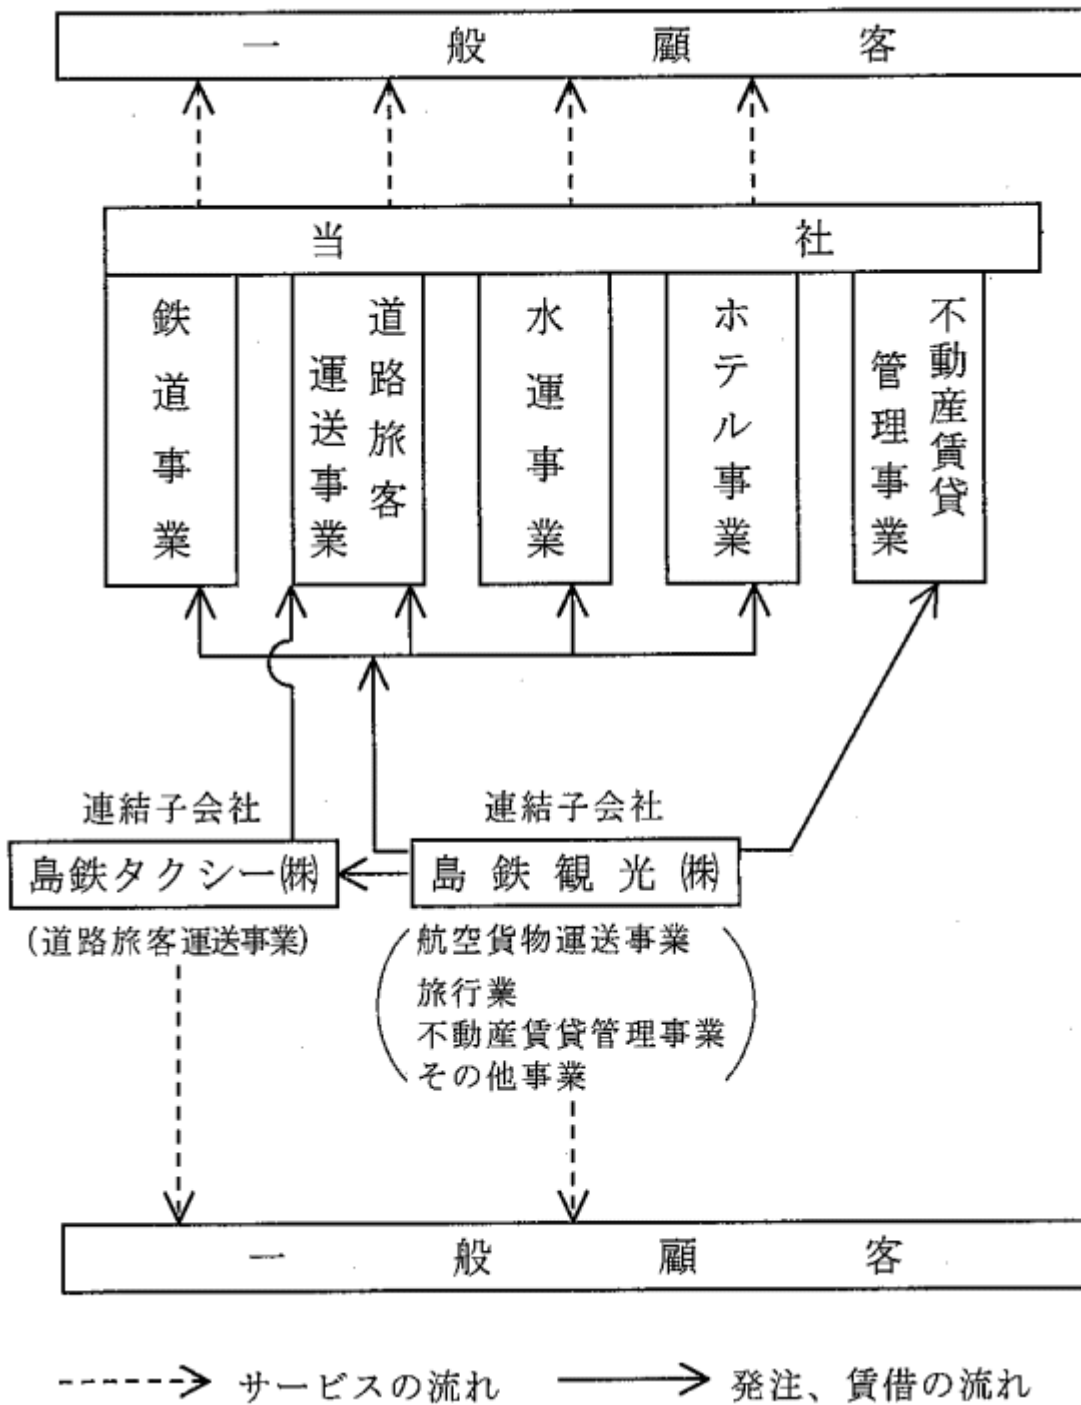 一般顧客
当社
鉄道事業
道路旅客
運送事業
水運事業
ホテル事業
不動産賃貸
管理事業
連結子会社
島鉄タクシー㈱
(道路旅客運送事業)
連結子会社
島鉄観光㈱
航空貨物運送事業
旅行業
不動産賃貸管理事業
その他事業
一般顧客
サービスの流れ
発注、賃借の流れ